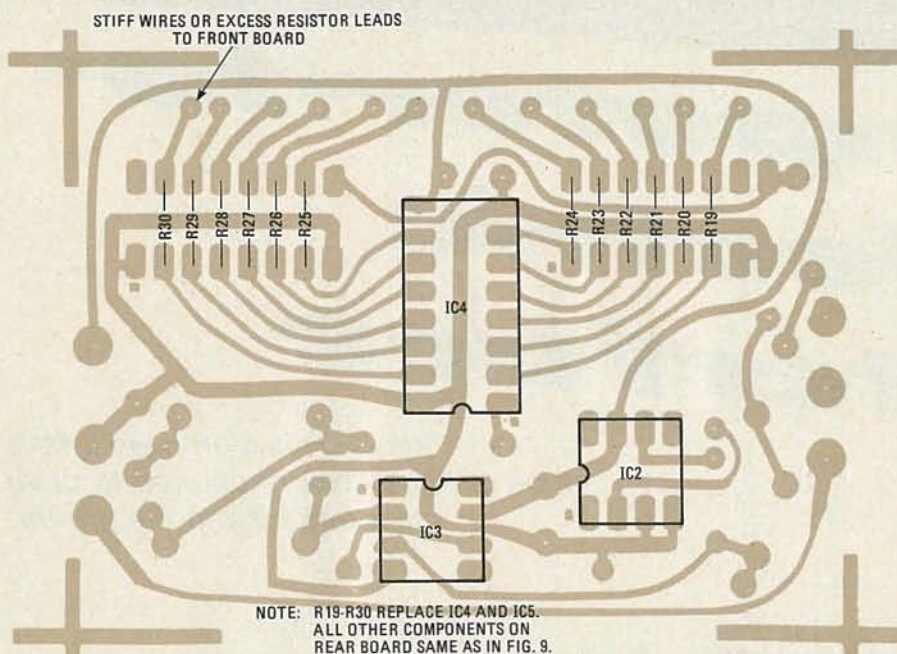 STIFF WIRES OR EXCESS RESISTOR LEADS
TO FRONT BOARD
R30
R29
R28
R27
R26
R25
R24
R23
R22
R21
R20
R19
IC4
IC2
IC3
NOTE: R19-R30 REPLACE IC4 AND IC5.
ALL OTHER COMPONENTS ON
REAR BOARD SAME AS IN FIG. 9.